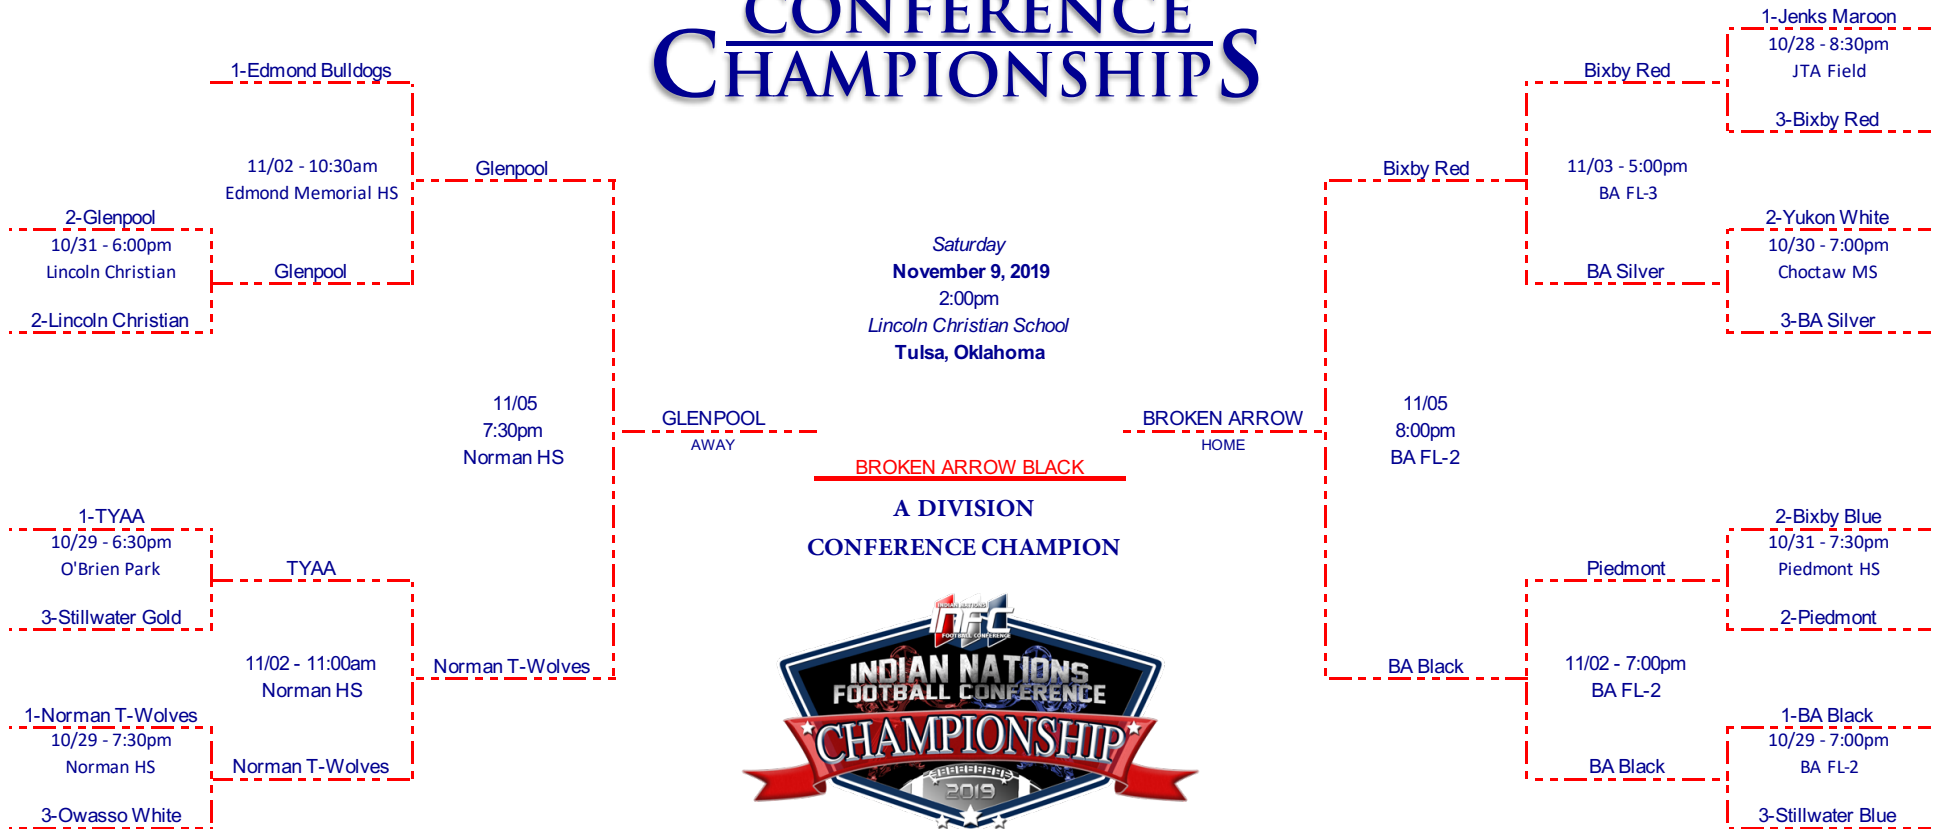 CONFERENCE
CHAMPIONSHIPS
1-Edmond Bulldogs
11/02 - 10:30am
Edmond Memorial HS
Glenpool
2-Glenpool
10/31 - 6:00pm
Lincoln Christian
Glenpool
2-Lincoln Christian
11/05
7:30pm
Norman HS
1-TYAA
10/29 - 6:30pm
O'Brien Park
TYAA
3-Stillwater Gold
11/02 - 11:00am
Norman HS
Norman T-Wolves
1-Norman T-Wolves
10/29 - 7:30pm
Norman HS
Norman T-Wolves
3-Owasso White
Saturday
November 9, 2019
2:00pm
Lincoln Christian School
Tulsa, Oklahoma
GLENPOOL
AWAY
BROKEN ARROW
HOME
BROKEN ARROW BLACK
A DIVISION
CONFERENCE CHAMPION
INDIAN NATIONS
INFC
FOOTBALL CONFERENCE
INDIAN NATIONS
FOOTBALL CONFERENCE
CHAMPIONSHIP
2019
1-Jenks Maroon
10/28 - 8:30pm
JTA Field
Bixby Red
3-Bixby Red
Bixby Red
11/03 - 5:00pm
BA FL-3
2-Yukon White
10/30 - 7:00pm
Choctaw MS
BA Silver
3-BA Silver
11/05
8:00pm
BA FL-2
2-Bixby Blue
10/31 - 7:30pm
Piedmont HS
Piedmont
2-Piedmont
BA Black
11/02 - 7:00pm
BA FL-2
1-BA Black
10/29 - 7:00pm
BA FL-2
BA Black
3-Stillwater Blue